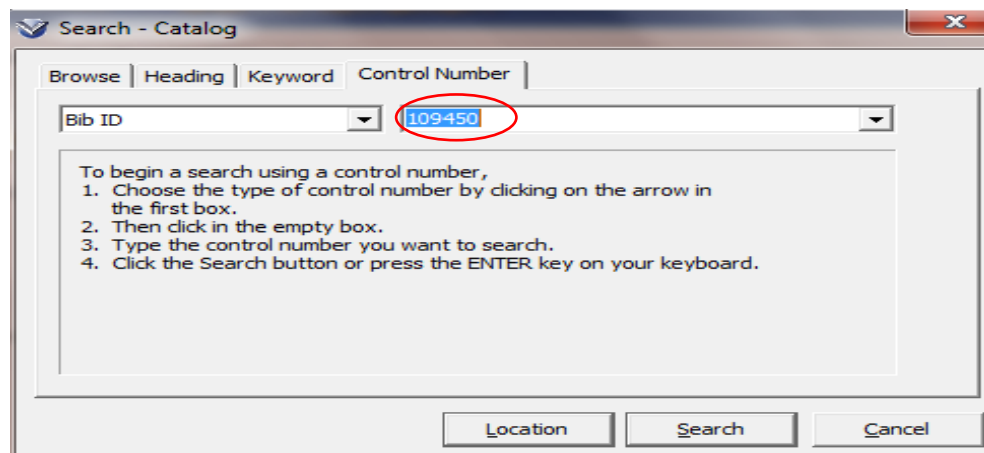 Search - Catalog
Browse Heading Keyword Control Number
Bib ID 109450
To begin a search using a control number,
1. Choose the type of control number by clicking on the arrow in
the first box.
2. Then click in the empty box.
3. Type the control number you want to search.
4. Click the Search button or press the ENTER key on your keyboard.
Location Search Cancel